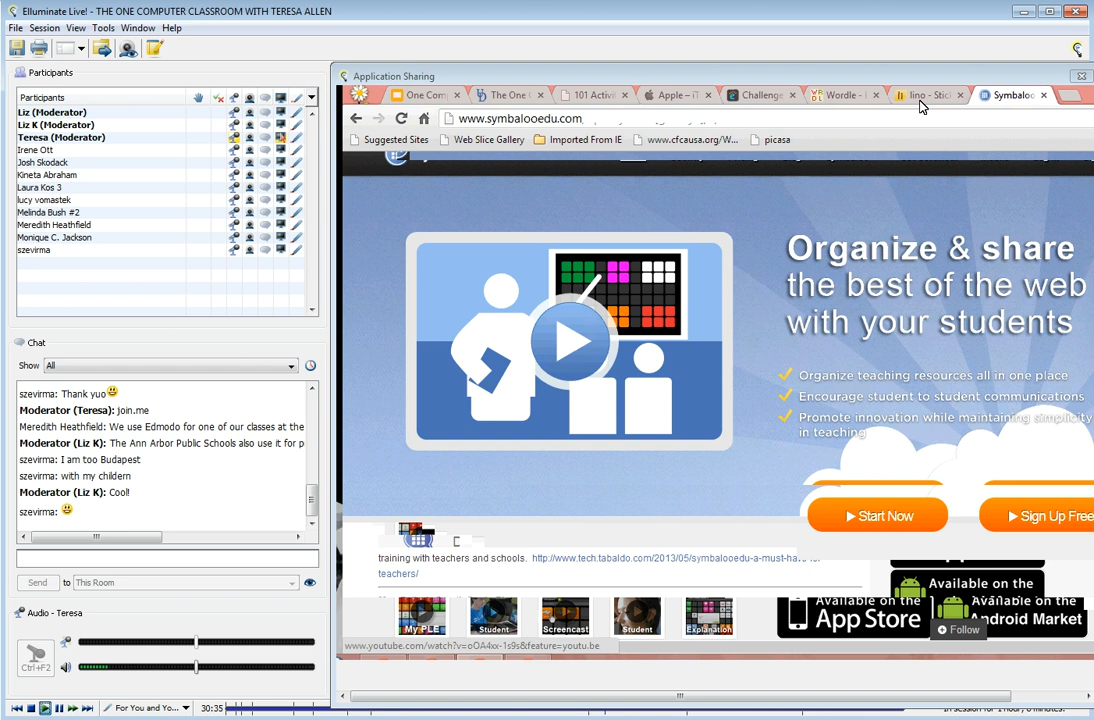 Elluminate Live! - THE ONE COMPUTER CLASSROOM WITH TERESA ALLEN
File Session View Tools Window Help
Participants
Participants
Liz (Moderator)
Liz K (Moderator)
Teresa (Moderator)
Irene Ott
Josh Skodack
Kineta Abraham
Laura Kos 3
lucy vomastek
Melinda Bush #2
Meredith Heathfield
Monique C. Jackson
szevirma
Chat
Show All
szevirma: Thank yuo
Moderator (Teresa): join.me
Meredith Heathfield: We use Edmodo for one of our classes at the
Moderator (Liz K): The Ann Arbor Public Schools also use it for p
szevirma: I am too Budapest
szevirma: with my childern
Moderator (Liz K): Cool!
szevirma:
Send to This Room
Audio - Teresa
Ctrl+F2
For You and Yo... 30:35
Application Sharing
One Com The One 101 Activi Apple – iT Challenge Wordle - lino - Stic Symbaloo
www.symbalooedu.com
Suggested Sites Web Slice Gallery Imported From IE www.cfcausa.org/W... picasa
Organize & share
the best of the web
with your students
Organize teaching resources all in one place
Encourage student to student communications
Promote innovation while maintaining simplicity
in teaching
Start Now Sign Up Free
training with teachers and schools. http://www.tech.tabaldo.com/2013/05/symbalooedu-a-must-have-for-
teachers/
My PLE Student Screencast Student Explanation
Available on the
Available on the
App Store
Available on the
Android Market
Follow
www.youtube.com/watch?v=oOA4xx-1s9s&feature=youtu.be